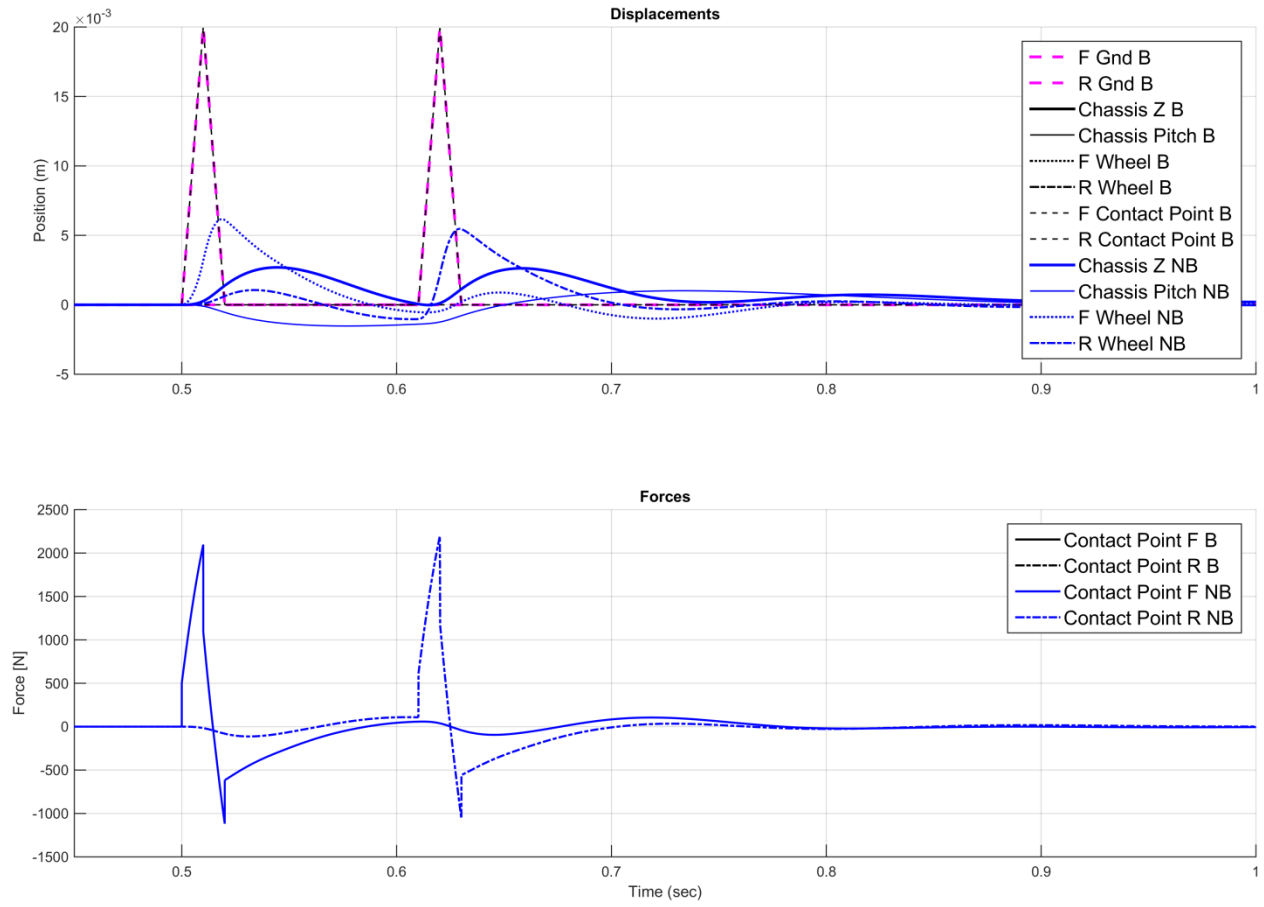 Displacements
×10-3
20
15
10
5
0
-5
Position (m)
0.5
0.6
0.7
0.8
0.9
1
F Gnd B
R Gnd B
Chassis Z B
Chassis Pitch B
F Wheel B
R Wheel B
F Contact Point B
R Contact Point B
Chassis Z NB
Chassis Pitch NB
F Wheel NB
R Wheel NB
Forces
2500
2000
1500
1000
500
0
-500
-1000
-1500
Force [N]
0.5
0.6
0.7
0.8
0.9
1
Time (sec)
Contact Point F B
Contact Point R B
Contact Point F NB
Contact Point R NB